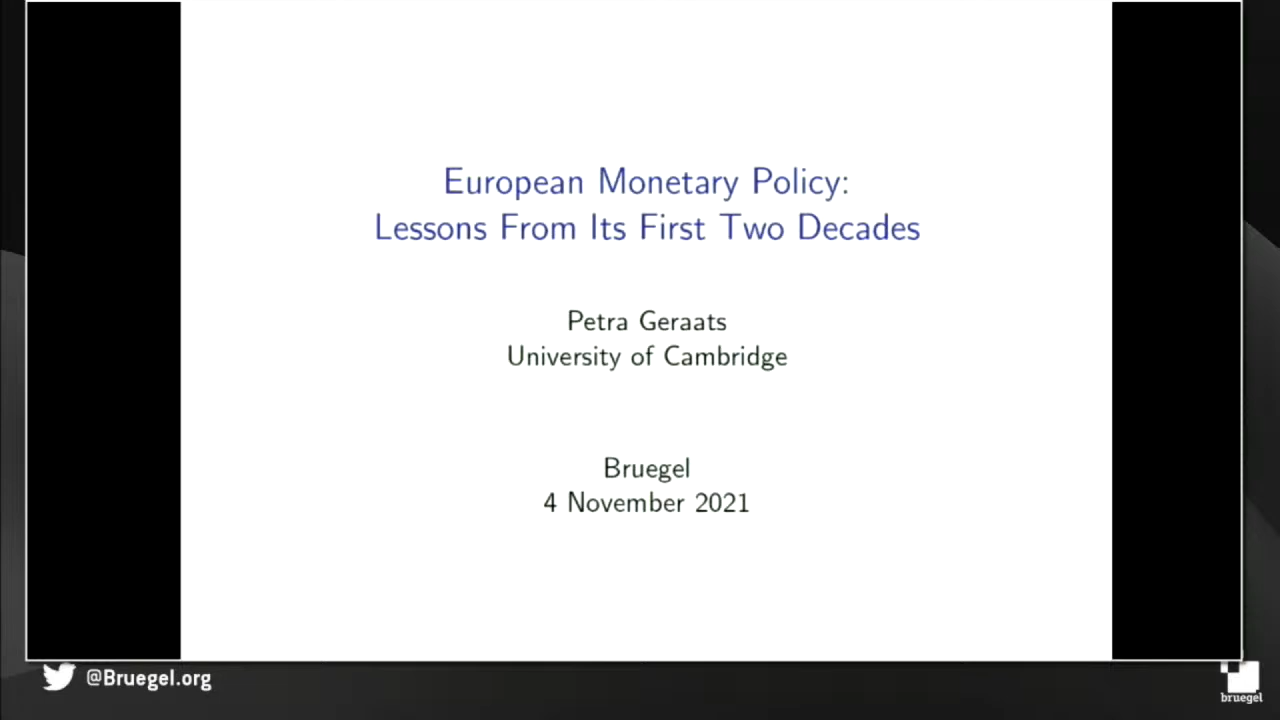 European Monetary Policy:
Lessons From Its First Two Decades
Petra Geraats
University of Cambridge
Bruegel
4 November 2021
@Bruegel.org
bruegel